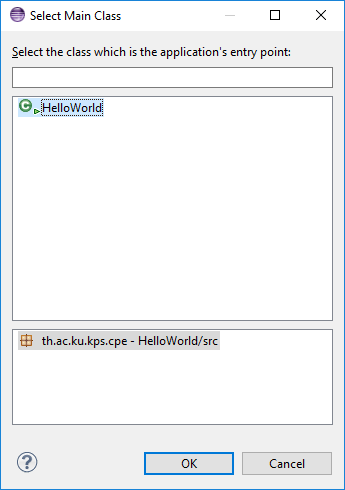 Select Main Class
Select the class which is the application's entry point:
HelloWorld
th.ac.ku.kps.cpe - HelloWorld/src
OK
Cancel